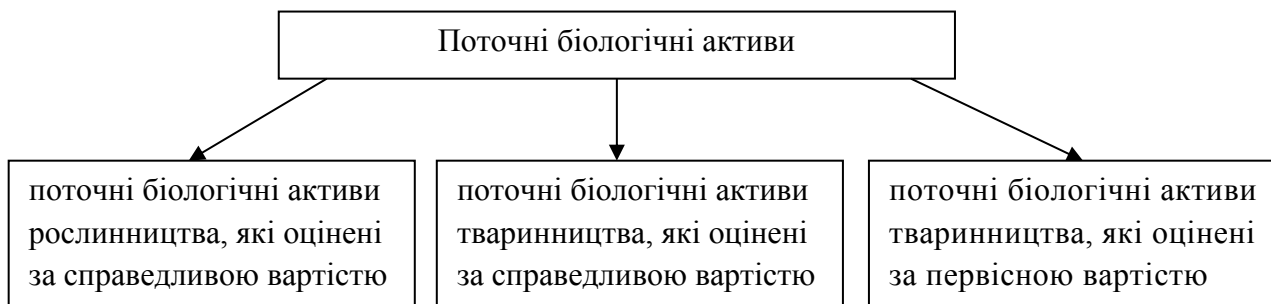 Поточні біологічні активи
поточні біологічні активи
рослинництва, які оцінені
за справедливою вартістю
поточні біологічні активи
тваринництва, які оцінені
за справедливою вартістю
поточні біологічні активи
тваринництва, які оцінені
за первісною вартістю